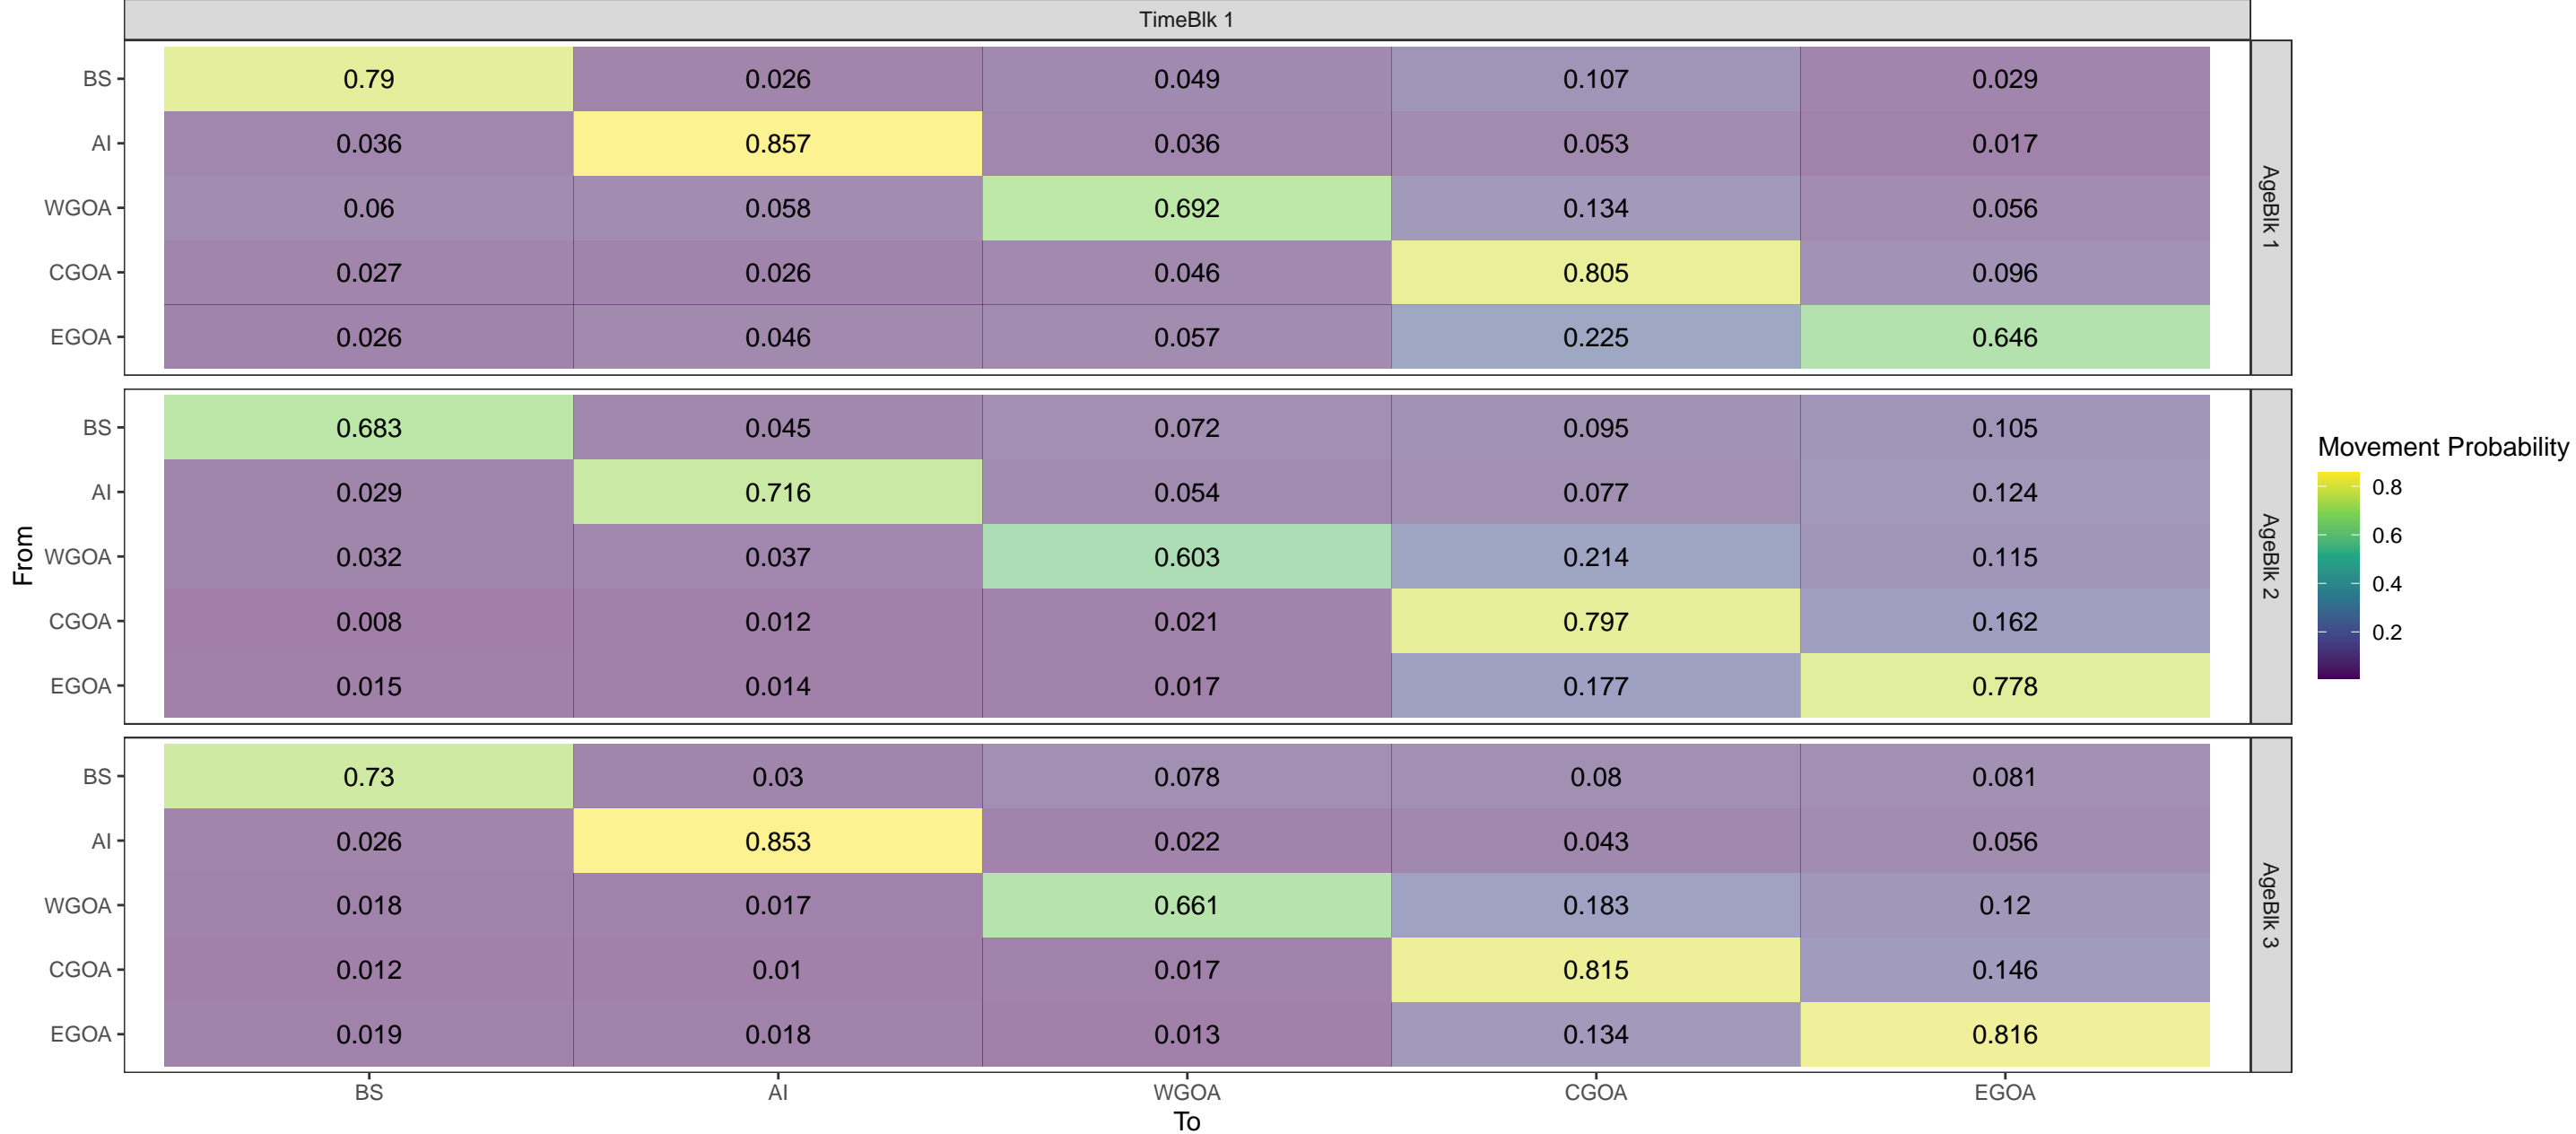 TimeBlk 1
BS 0.79 0.026 0.049 0.107 0.029
AI 0.036 0.857 0.036 0.053 0.017
WGOA 0.06 0.058 0.692 0.134 0.056
CGOA 0.027 0.026 0.046 0.805 0.096
EGOA 0.026 0.046 0.057 0.225 0.646
AgeBlk 1
BS 0.683 0.045 0.072 0.095 0.105
AI 0.029 0.716 0.054 0.077 0.124
WGOA 0.032 0.037 0.603 0.214 0.115
CGOA 0.008 0.012 0.021 0.797 0.162
EGOA 0.015 0.014 0.017 0.177 0.778
AgeBlk 2
BS 0.73 0.03 0.078 0.08 0.081
AI 0.026 0.853 0.022 0.043 0.056
WGOA 0.018 0.017 0.661 0.183 0.12
CGOA 0.012 0.01 0.017 0.815 0.146
EGOA 0.019 0.018 0.013 0.134 0.816
AgeBlk 3
BS AI WGOA CGOA EGOA
To
From
Movement Probability
0.8
0.6
0.4
0.2